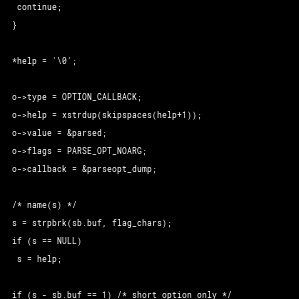 continue;
}
*help = '\0';
o->type = OPTION_CALLBACK;
o->help = xstrdup(skipspaces(help+1));
o->value = &parsed;
o->flags = PARSE_OPT_NOARG;
o->callback = &parseopt_dump;
/* name(s) */
s = strpbrk(sb.buf, flag_chars);
if (s == NULL)
s = help;
if (s - sb.buf == 1) /* short option only */